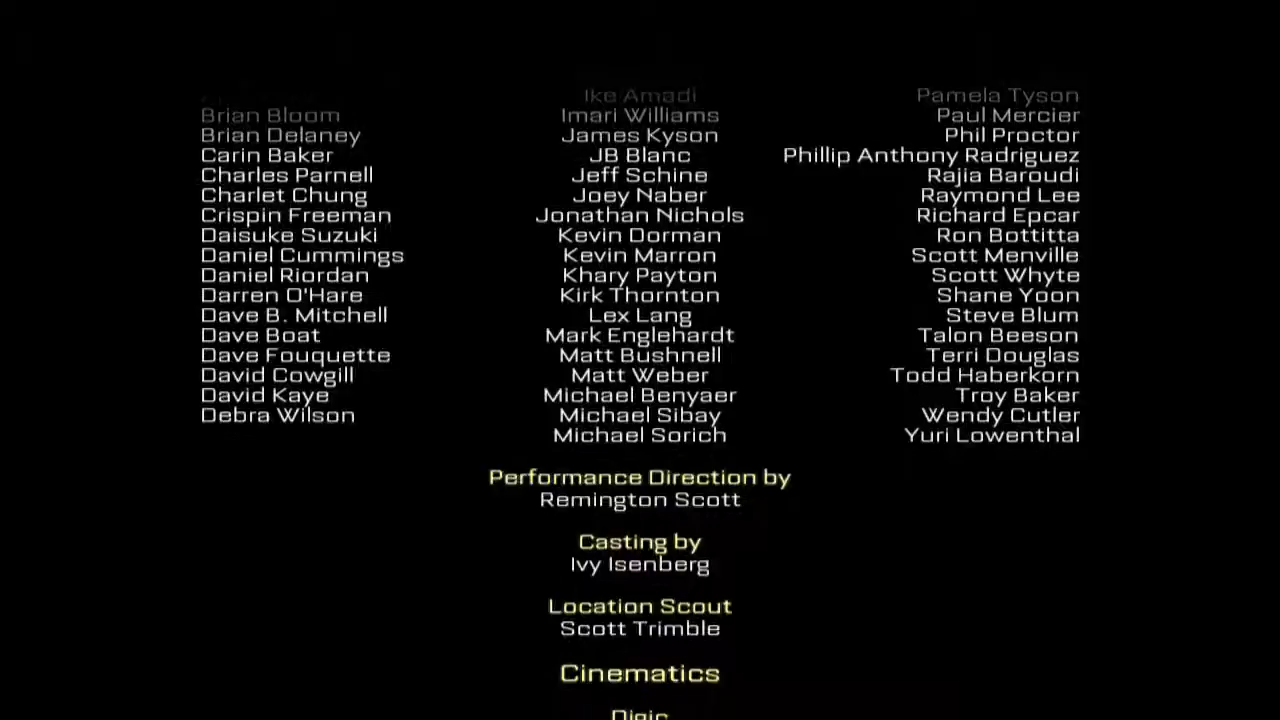 Ike Amadi
Pamela Tyson
Brian Bloom
Imari Williams
Paul Mercier
Brian Delaney
James Kyson
Phil Proctor
Carin Baker
JB Blanc
Phillip Anthony Radriguez
Charles Parnell
Jeff Schine
Rajia Baroudi
Charlet Chung
Joey Naber
Raymond Lee
Crispin Freeman
Jonathan Nichols
Richard Epcar
Daisuke Suzuki
Kevin Dorman
Ron Bottitta
Daniel Cummings
Kevin Marron
Scott Menville
Daniel Riordan
Khary Payton
Scott Whyte
Darren O'Hare
Kirk Thornton
Shane Yoon
Dave B. Mitchell
Lex Lang
Steve Blum
Dave Boat
Mark Englehardt
Talon Beeson
Dave Fouquette
Matt Bushnell
Terri Douglas
David Cowgill
Matt Weber
Todd Haberkorn
David Kaye
Michael Benyaer
Troy Baker
Debra Wilson
Michael Sibay
Wendy Cutler
Michael Sorich
Yuri Lowenthal
Performance Direction by
Remington Scott
Casting by
Ivy Isenberg
Location Scout
Scott Trimble
Cinematics
Digic